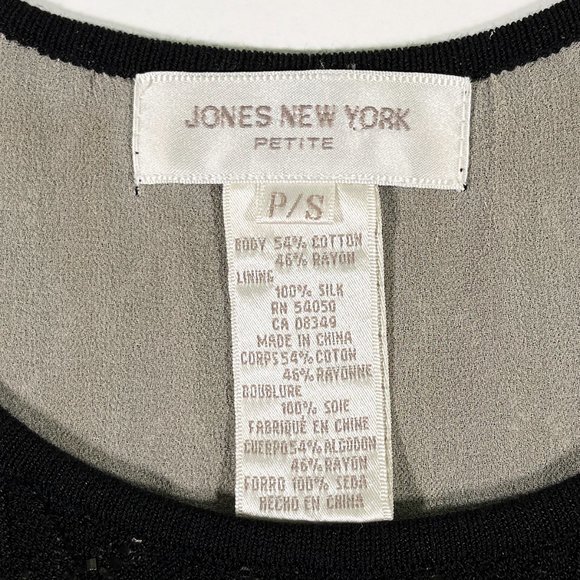 JONES NEW YORK
PETITE
P/S
BODY 54% COTTON
46% RAYON
LINING
100% SILK
RN 54050
CA 08349
MADE IN CHINA
CORPS 54% COTON
46% RAYONNE
DOUBLURE
100% SOIE
FABRIQUÉ EN CHINE
CUERPO 54% ALGODON
46% RAYON
FORRO 100% SEDA
HECHO EN CHINA